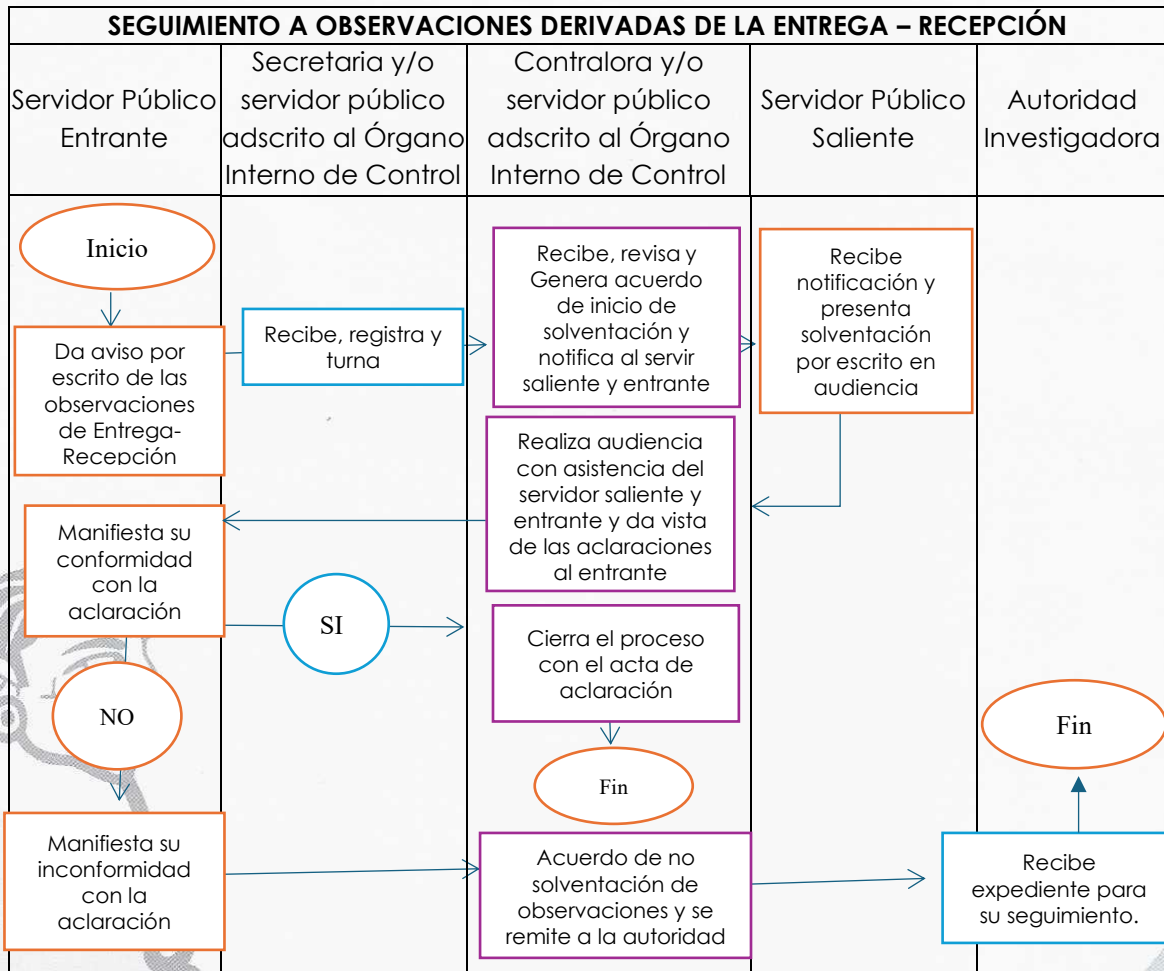 SEGUIMIENTO A OBSERVACIONES DERIVADAS DE LA ENTREGA – RECEPCIÓN
Servidor Público
Entrante
Secretaria y/o
servidor público
adscrito al Órgano
Interno de Control
Contralora y/o
servidor público
adscrito al Órgano
Interno de Control
Servidor Público
Saliente
Autoridad
Investigadora
Inicio
Da aviso por
escrito de las
observaciones
de Entrega-
Recepción
Recibe, registra y
turna
Recibe, revisa y
Genera acuerdo
de inicio de
solventación y
notifica al servir
saliente y entrante
Recibe
notificación y
presenta
solventación
por escrito en
audiencia
Realiza audiencia
con asistencia del
servidor saliente y
entrante y da vista
de las aclaraciones
al entrante
Manifiesta su
conformidad
con la
aclaración
SI
Cierra el proceso
con el acta de
aclaración
Fin
NO
Manifiesta su
inconformidad
con la
aclaración
Acuerdo de no
solventación de
observaciones y se
remite a la autoridad
Recibe
expediente para
su seguimiento.
Fin